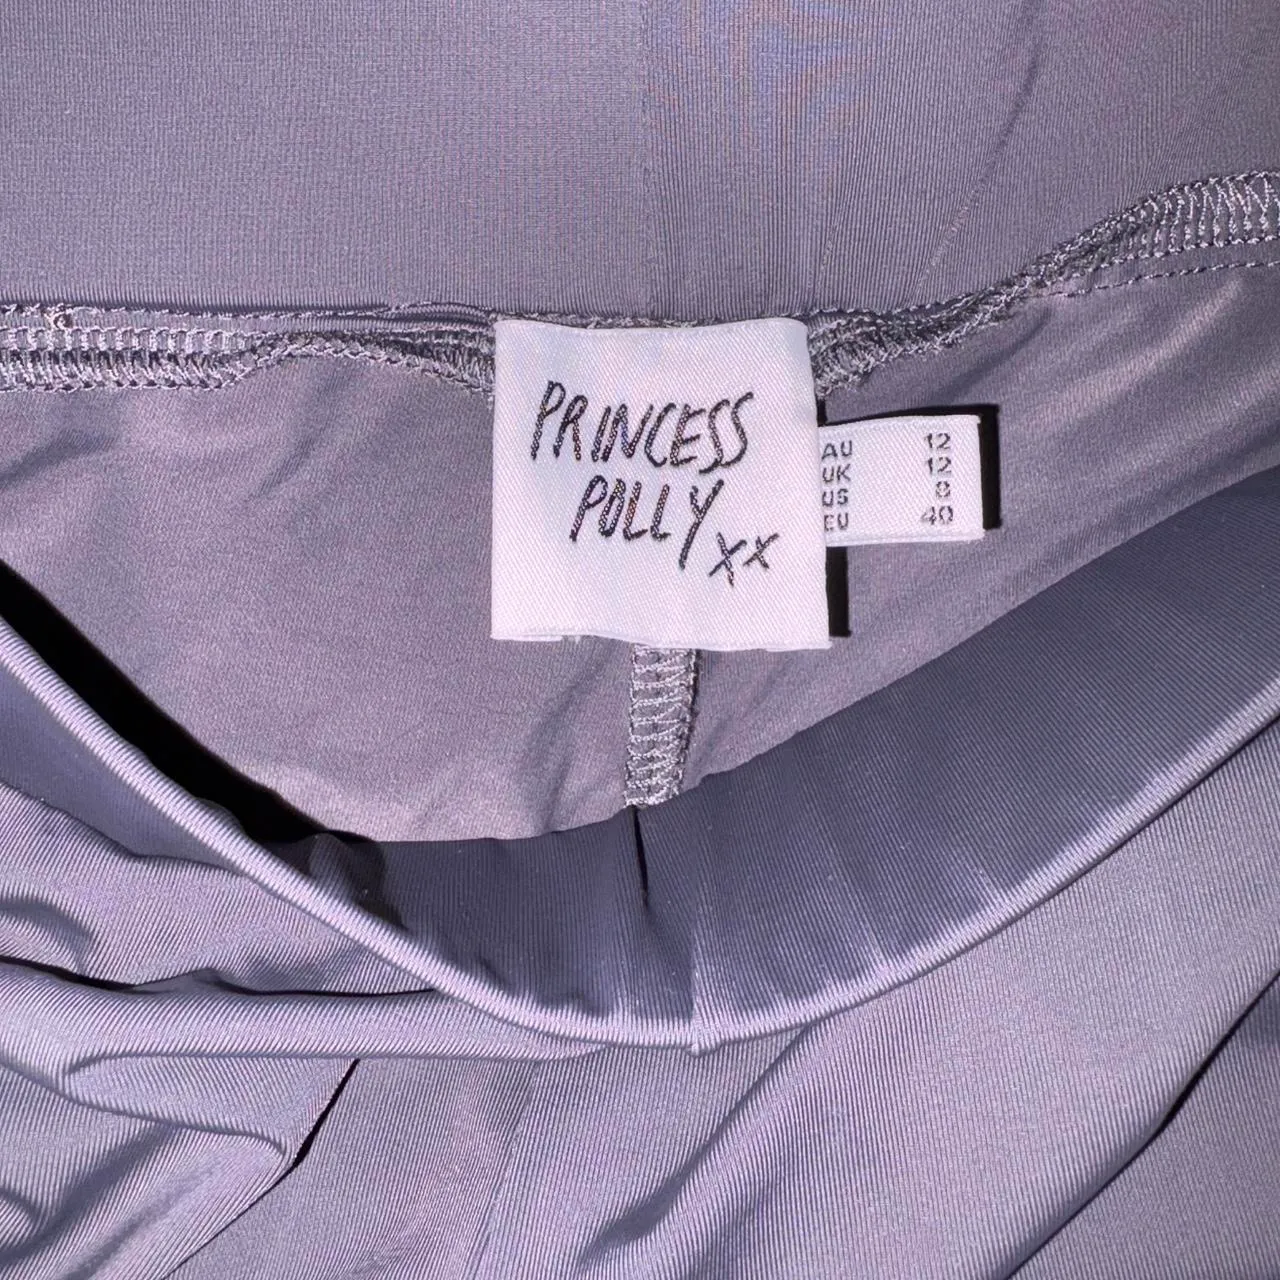 PRINCESS
POLLY
xx
AU 12
UK 12
US 8
EU 40